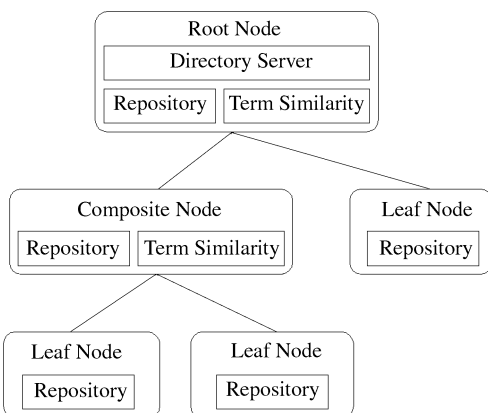 Root Node
Directory Server
Repository Term Similarity
Composite Node
Repository Term Similarity
Leaf Node
Repository
Leaf Node
Repository
Leaf Node
Repository